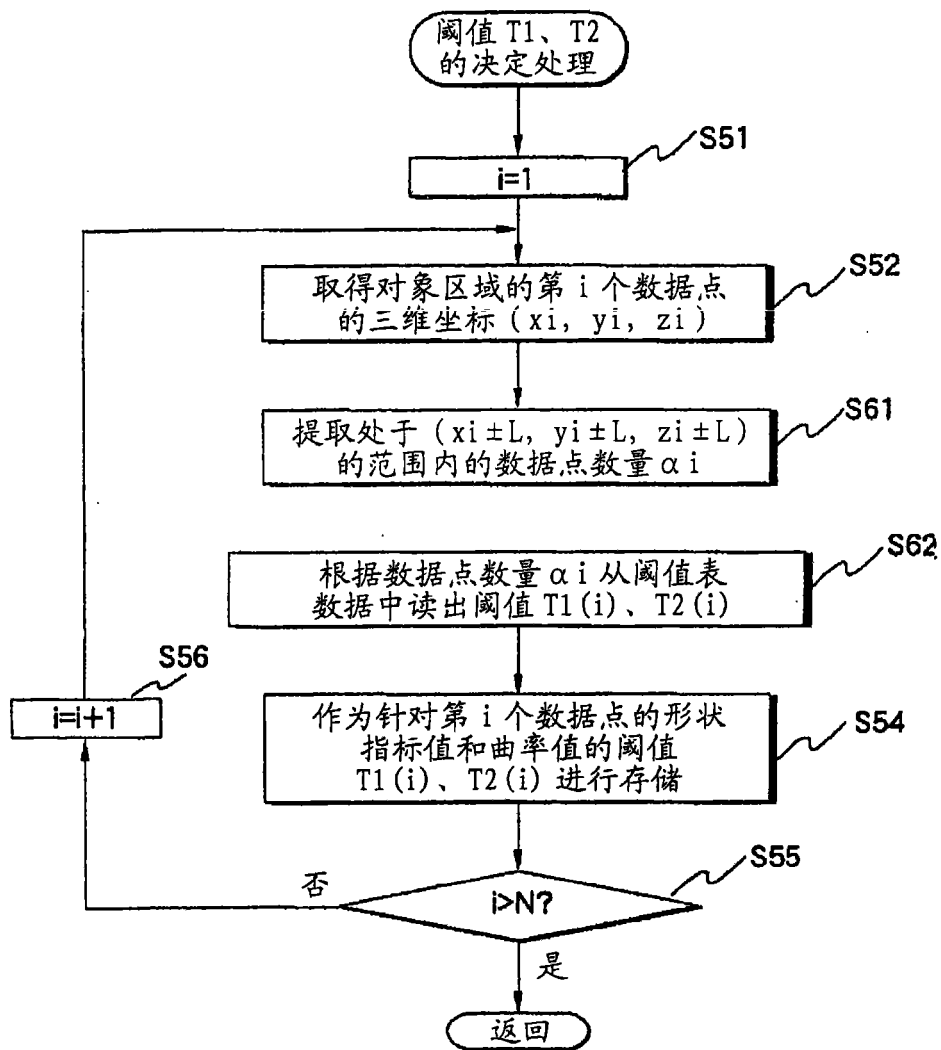 阈值 T1、T2
的决定处理
S51
i=1
S52
取得对象区域的第 i 个数据点
的三维坐标 (xi, yi, zi)
S61
提取处于 (xi±L, yi±L, zi±L)
的范围内的数据点数量 αi
S62
根据数据点数量 αi 从阈值表
数据中读出阈值 T1(i)、T2(i)
S56
i=i+1
S54
作为针对第 i 个数据点的形状
指标值和曲率值的阈值
T1(i)、T2(i) 进行存储
S55
否
i>N?
是
返回